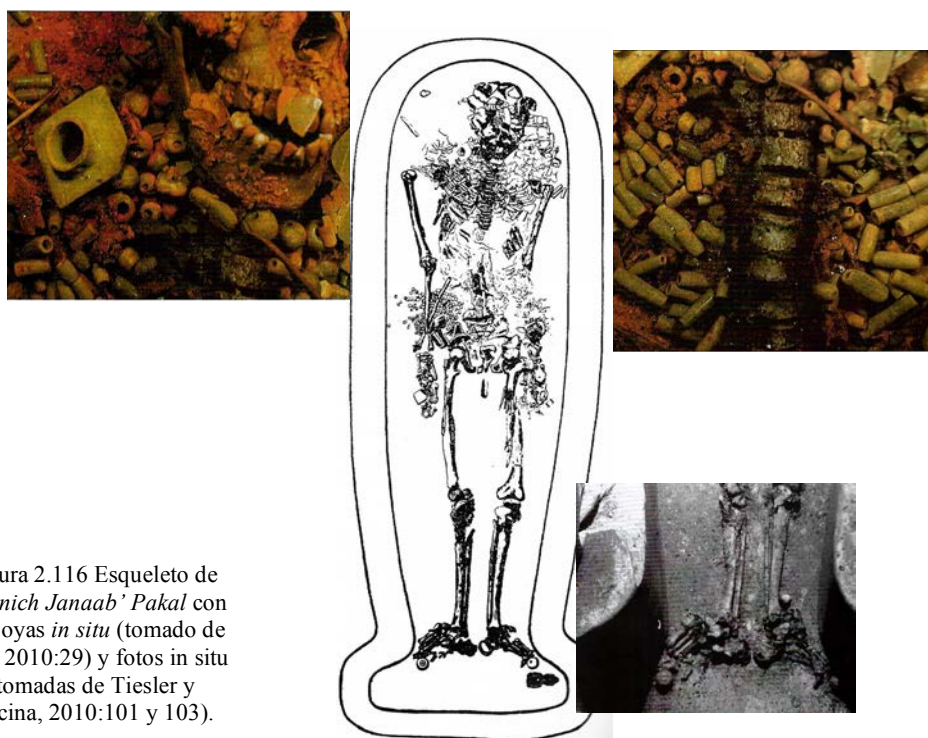 ura 2.116 Esqueleto de
nich Janaab’ Pakal con
oyas in situ (tomado de
2010:29) y fotos in situ
tomadas de Tiesler y
cina, 2010:101 y 103).